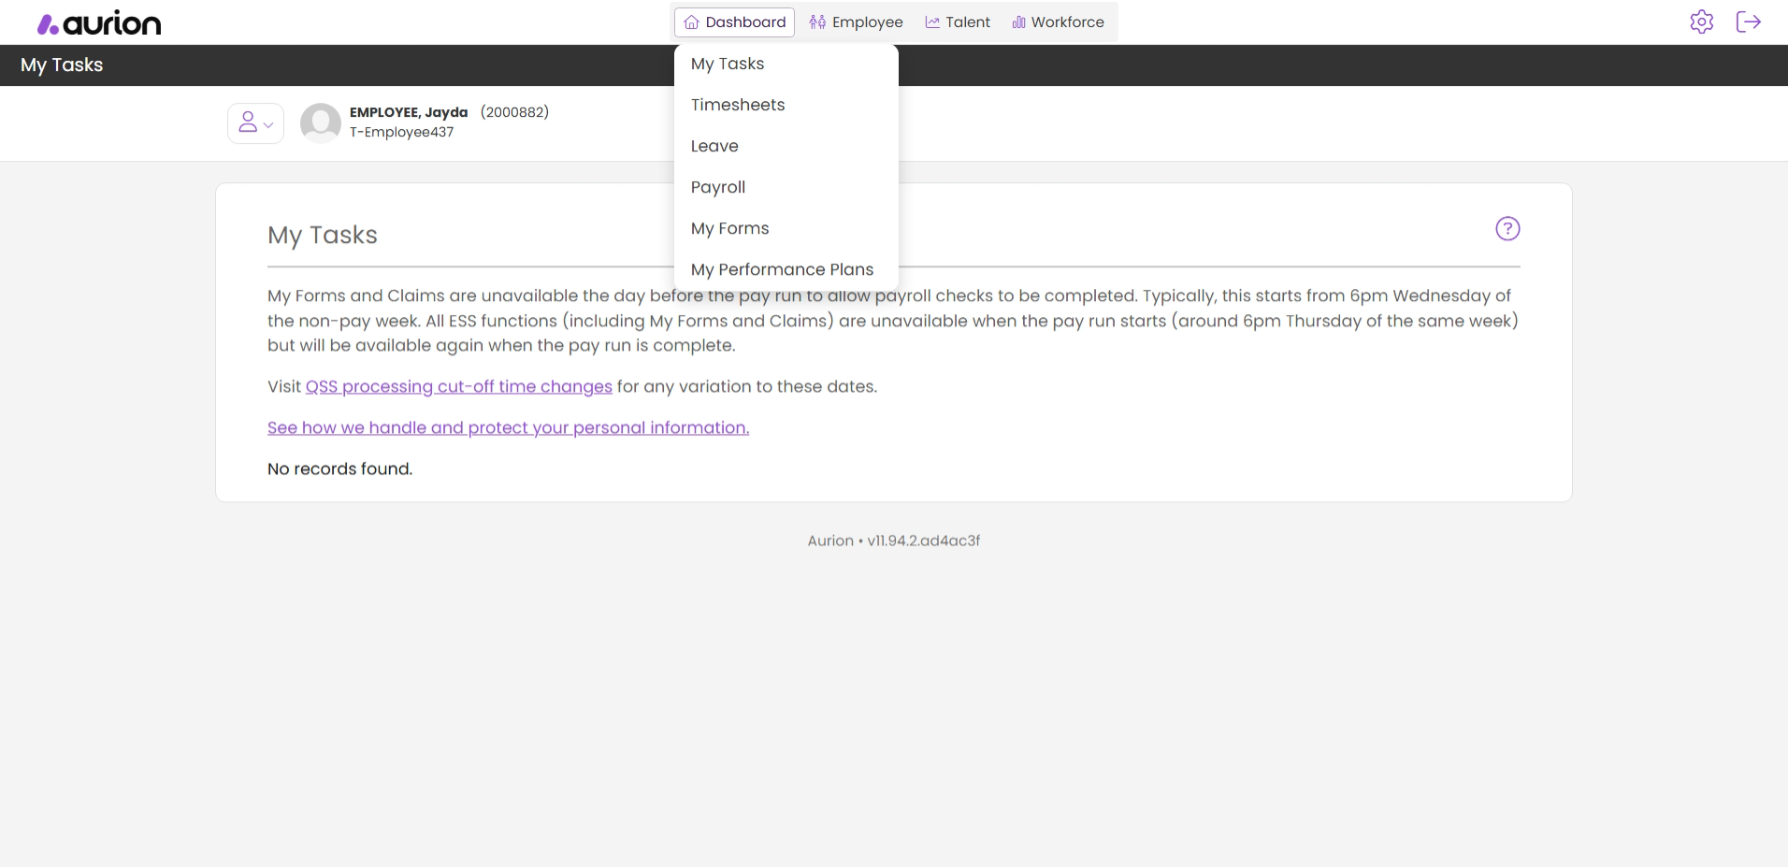 aurion
Dashboard
Employee
Talent
Workforce
My Tasks
My Tasks
Timesheets
Leave
Payroll
My Forms
My Performance Plans
EMPLOYEE, Jayda (2000882)
T-Employee437
My Tasks
?
My Forms and Claims are unavailable the day before the pay run to allow payroll checks to be completed. Typically, this starts from 6pm Wednesday of
the non-pay week. All ESS functions (including My Forms and Claims) are unavailable when the pay run starts (around 6pm Thursday of the same week)
but will be available again when the pay run is complete.
Visit QSS processing cut-off time changes for any variation to these dates.
See how we handle and protect your personal information.
No records found.
Aurion • v11.94.2.ad4ac3f